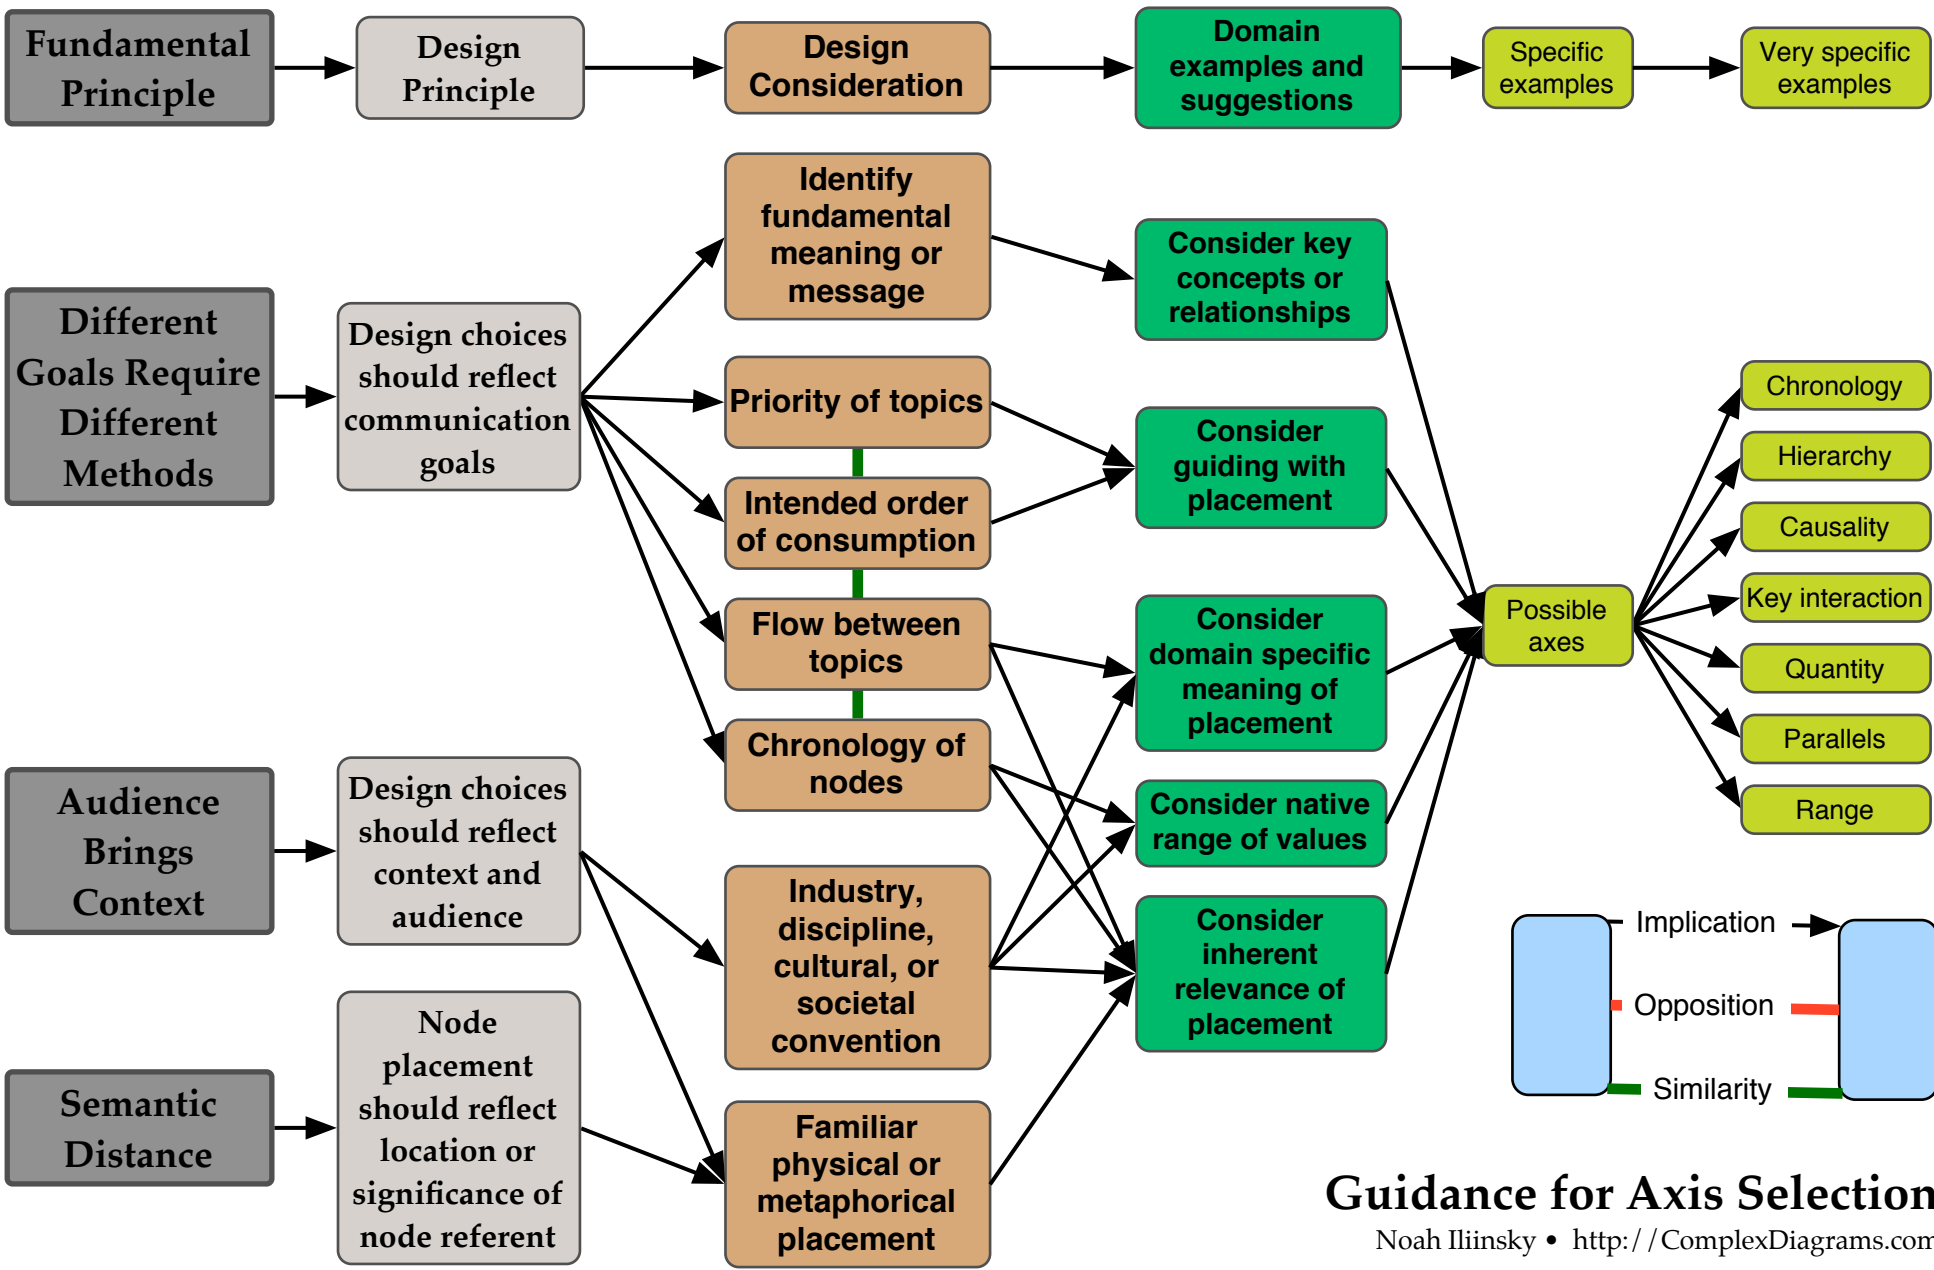 Fundamental
Principle
Design
Principle
Design
Consideration
Domain
examples and
suggestions
Specific
examples
Very specific
examples
Different
Goals Require
Different
Methods
Design choices
should reflect
communication
goals
Identify
fundamental
meaning or
message
Priority of topics
Intended order
of consumption
Flow between
topics
Chronology of
nodes
Consider key
concepts or
relationships
Consider
guiding with
placement
Consider
domain specific
meaning of
placement
Consider native
range of values
Consider
inherent
relevance of
placement
Possible
axes
Chronology
Hierarchy
Causality
Key interaction
Quantity
Parallels
Range
Audience
Brings
Context
Design choices
should reflect
context and
audience
Industry,
discipline,
cultural, or
societal
convention
Semantic
Distance
Node
placement
should reflect
location or
significance of
node referent
Familiar
physical or
metaphorical
placement
Implication
Opposition
Similarity
Guidance for Axis Selection
Noah Iliinsky • http://ComplexDiagrams.com